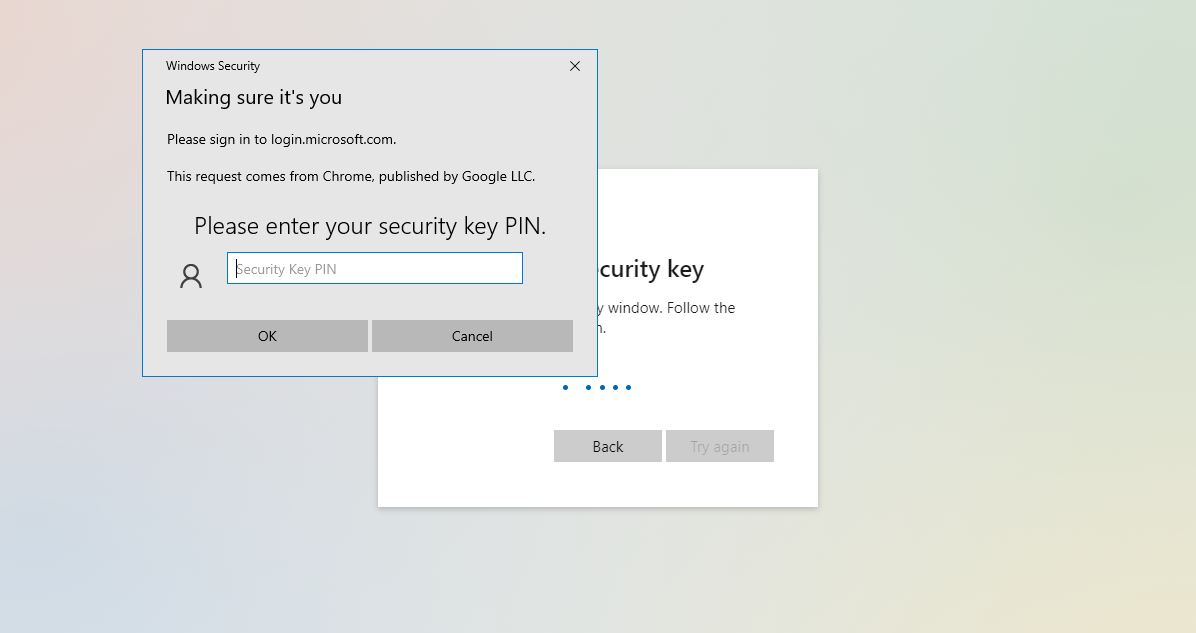 Windows Security
Making sure it's you
Please sign in to login.microsoft.com.
This request comes from Chrome, published by Google LLC.
Please enter your security key PIN.
Security Key PIN
OK
Cancel
curity key
window. Follow the
Back
Try again